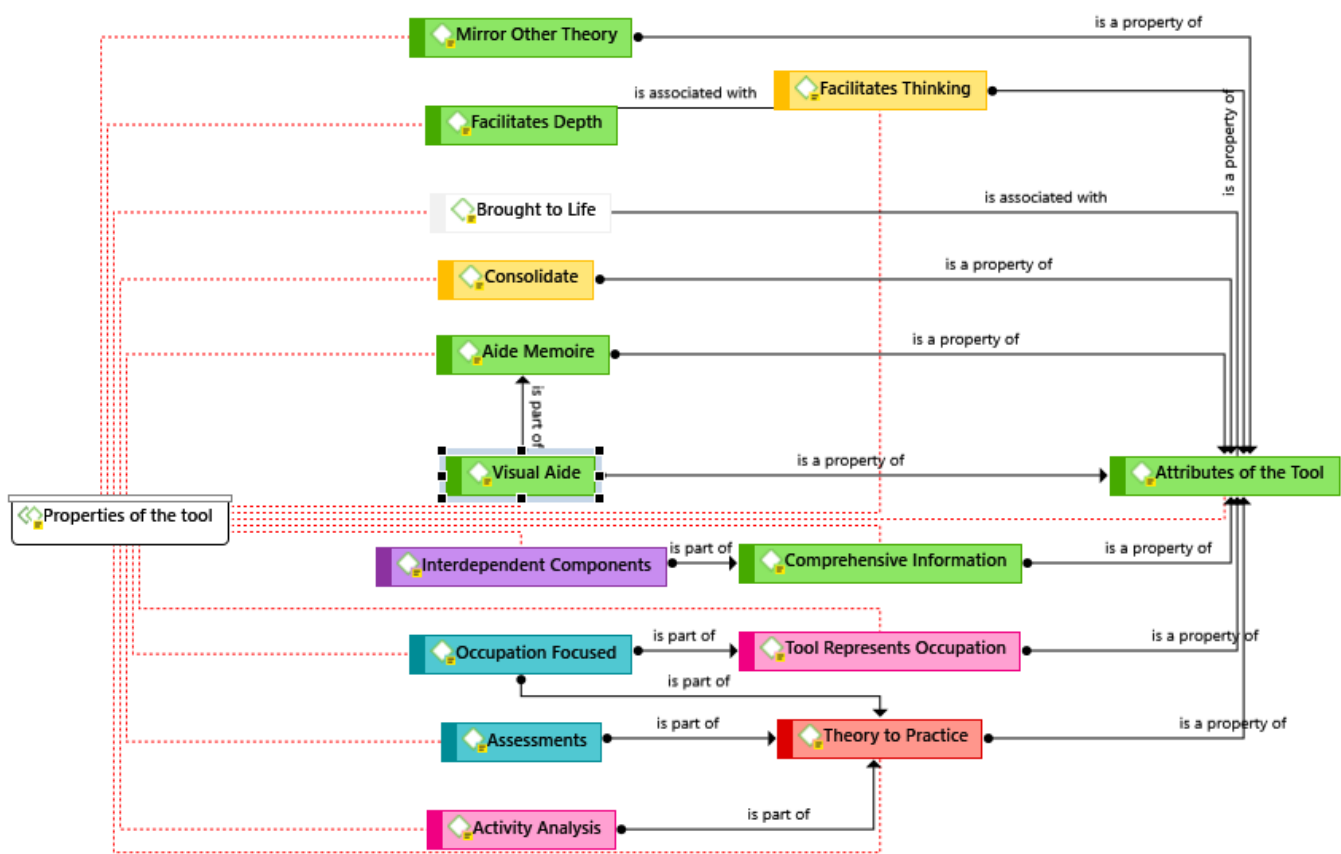 is a property of
Mirror Other Theory
Facilitates Thinking
is associated with
is a property of
Facilitates Depth
is associated with
Brought to Life
is a property of
Consolidate
is a property of
Aide Memoire
is part of
is a property of
Visual Aide
Attributes of the Tool
Properties of the tool
is part of
is a property of
Interdependent Components
Comprehensive Information
is part of
is a property of
Occupation Focused
Tool Represents Occupation
is part of
is part of
is a property of
Assessments
Theory to Practice
is part of
Activity Analysis